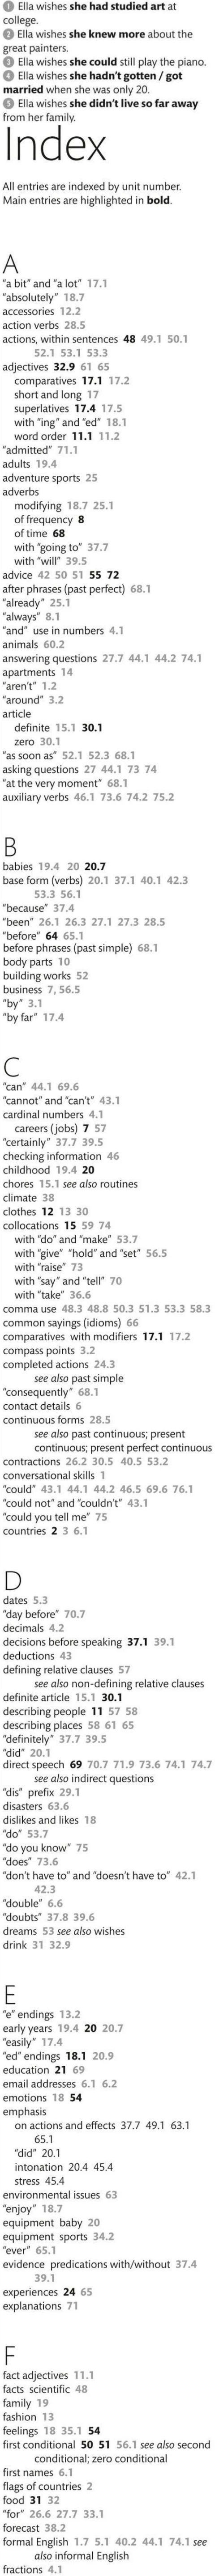 1 Ella wishes she had studied art at
college.
2 Ella wishes she knew more about the
great painters.
3 Ella wishes she could still play the piano.
4 Ella wishes she hadn't gotten / got
married when she was only 20.
5 Ella wishes she didn't live so far away
from her family.
Index
All entries are indexed by unit number.
Main entries are highlighted in bold.
A
"a bit" and "a lot" 17.1
"absolutely" 18.7
accessories 12.2
action verbs 28.5
actions, within sentences 48 49.1 50.1
52.1 53.1 53.3
adjectives 32.9 61 65
comparatives 17.1 17.2
short and long 17
superlatives 17.4 17.5
with "ing" and "ed" 18.1
word order 11.1 11.2
"admitted" 71.1
adults 19.4
adventure sports 25
adverbs
modifying 18.7 25.1
of frequency 8
of time 68
with "going to" 37.7
with "will" 39.5
advice 42 50 51 55 72
after phrases (past perfect) 68.1
"already" 25.1
"always" 8.1
"and" use in numbers 4.1
animals 60.2
answering questions 27.7 44.1 44.2 74.1
apartments 14
"aren't" 1.2
"around" 3.2
article
definite 15.1 30.1
zero 30.1
"as soon as" 52.1 52.3 68.1
asking questions 27 44.1 73 74
"at the very moment" 68.1
auxiliary verbs 46.1 73.6 74.2 75.2
B
babies 19.4 20 20.7
base form (verbs) 20.1 37.1 40.1 42.3
53.3 56.1
"because" 37.4
"been" 26.1 26.3 27.1 27.3 28.5
"before" 64 65.1
before phrases (past simple) 68.1
body parts 10
building works 52
business 7, 56.5
"by" 3.1
"by far" 17.4
C
"can" 44.1 69.6
"cannot" and "can't" 43.1
cardinal numbers 4.1
careers (jobs) 7 57
"certainly" 37.7 39.5
checking information 46
childhood 19.4 20
chores 15.1 see also routines
climate 38
clothes 12 13 30
collocations 15 59 74
with "do" and "make" 53.7
with "give" "hold" and "set" 56.5
with "raise" 73
with "say" and "tell" 70
with "take" 36.6
comma use 48.3 48.8 50.3 51.3 53.3 58.3
common sayings (idioms) 66
comparatives with modifiers 17.1 17.2
compass points 3.2
completed actions 24.3
see also past simple
"consequently" 68.1
contact details 6
continuous forms 28.5
see also past continuous; present
continuous; present perfect continuous
contractions 26.2 30.5 40.5 53.2
conversational skills 1
"could" 43.1 44.1 44.2 46.5 69.6 76.1
"could not" and "couldn't" 43.1
"could you tell me" 75
countries 2 3 6.1
D
dates 5.3
"day before" 70.7
decimals 4.2
decisions before speaking 37.1 39.1
deductions 43
defining relative clauses 57
see also non-defining relative clauses
definite article 15.1 30.1
describing people 11 57 58
describing places 58 61 65
"definitely" 37.7 39.5
"did" 20.1
direct speech 69 70.7 71.9 73.6 74.1 74.7
see also indirect questions
"dis" prefix 29.1
disasters 63.6
dislikes and likes 18
"do" 53.7
"do you know" 75
"does" 73.6
"don't have to" and "doesn't have to" 42.1
42.3
"double" 6.6
"doubts" 37.8 39.6
dreams 53 see also wishes
drink 31 32.9
E
"e" endings 13.2
early years 19.4 20 20.7
"easily" 17.4
"ed" endings 18.1 20.9
education 21 69
email addresses 6.1 6.2
emotions 18 54
emphasis
on actions and effects 37.7 49.1 63.1
65.1
"did" 20.1
intonation 20.4 45.4
stress 45.4
environmental issues 63
"enjoy" 18.7
equipment baby 20
equipment sports 34.2
"ever" 65.1
evidence predications with/without 37.4
39.1
experiences 24 65
explanations 71
F
fact adjectives 11.1
facts scientific 48
family 19
fashion 13
feelings 18 35.1 54
first conditional 50 51 56.1 see also second
conditional; zero conditional
first names 6.1
flags of countries 2
food 31 32
"for" 26.6 27.7 33.1
forecast 38.2
formal English 1.7 5.1 40.2 44.1 74.1 see
also informal English
fractions 4.1